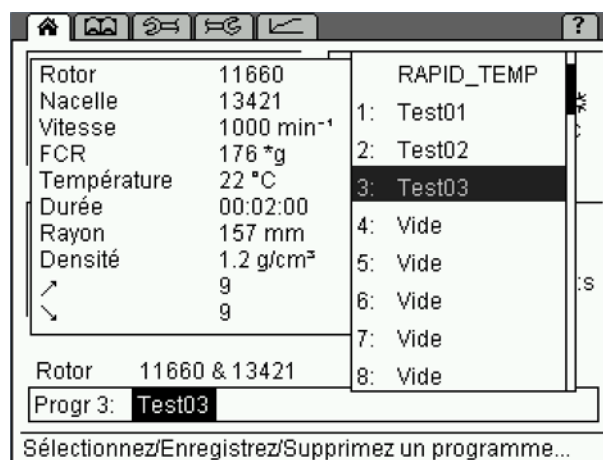 ?
Rotor 11660
Nacelle 13421
Vitesse 1000 min⁻¹
FCR 176 *g
Température 22 °C
Durée 00:02:00
Rayon 157 mm
Densité 1.2 g/cm³
↗ 9
↘ 9
RAPID_TEMP
1: Test01
2: Test02
3: Test03
4: Vide
5: Vide
6: Vide
7: Vide
8: Vide
Rotor 11660 & 13421
Progr 3: Test03
Sélectionnez/Enregistrez/Supprimez un programme...